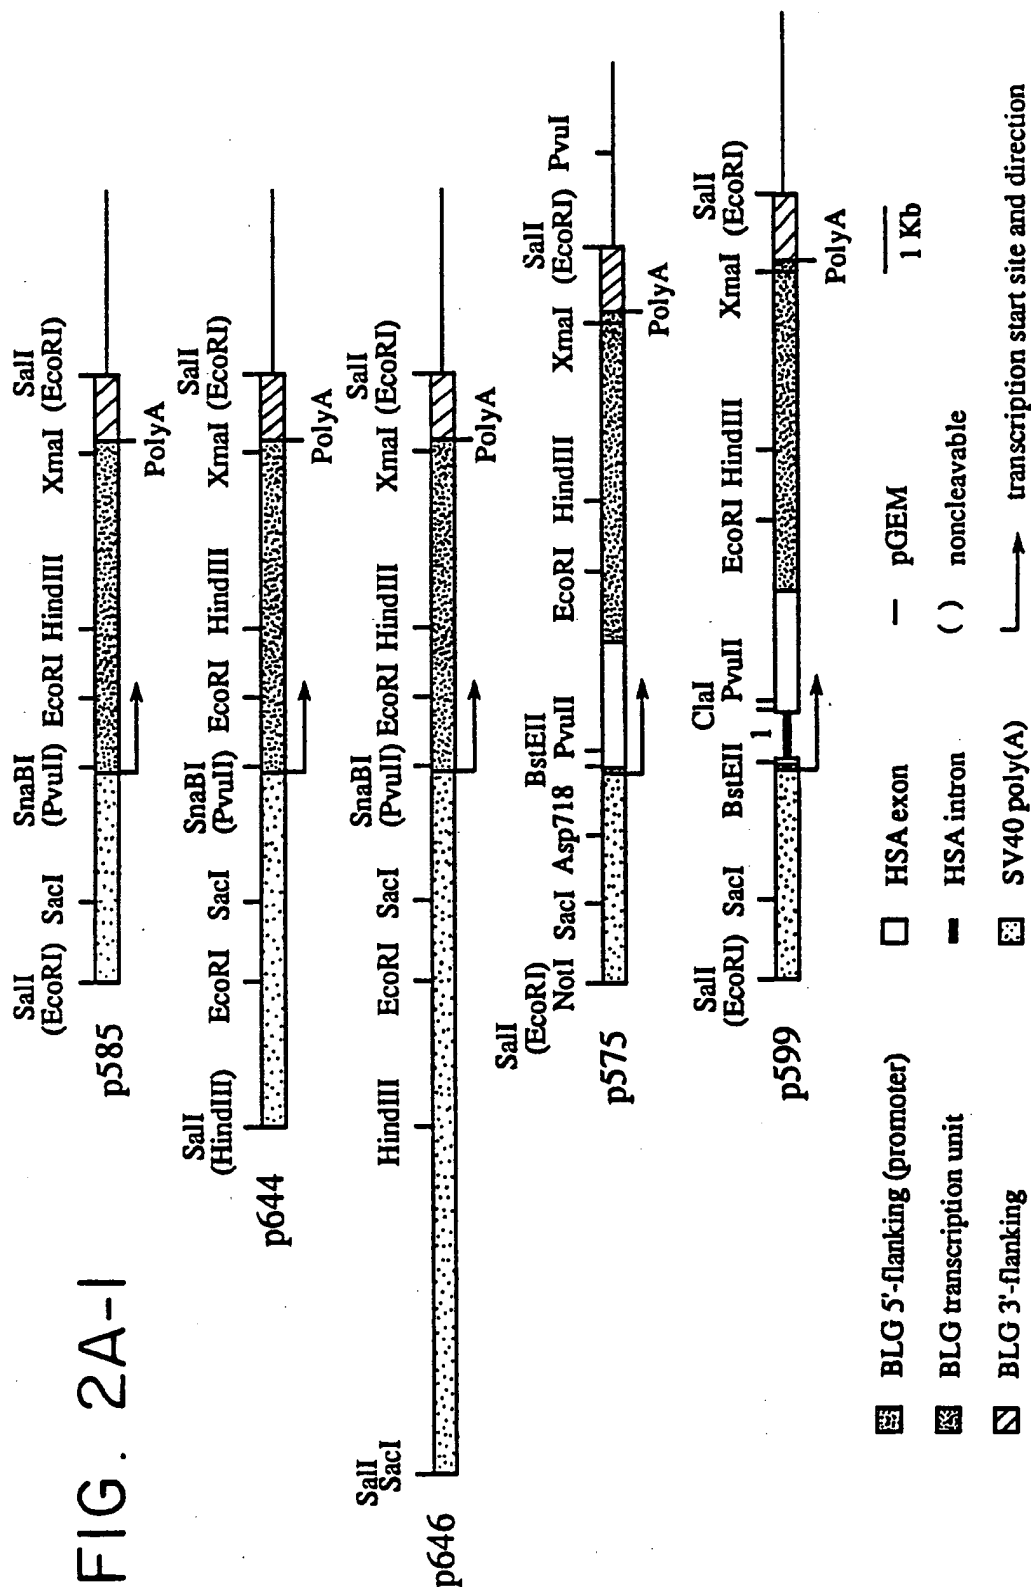 FIG. 2A-1
SalI
(EcoRI) SacI
SnaBI
(PvuII) EcoRI HindIII XmaI
SalI
(EcoRI)
PolyA
p585
SalI
(HindIII) EcoRI SacI
SnaBI
(PvuII) EcoRI HindIII XmaI
SalI
(EcoRI)
PolyA
p644
SalI
SacI HindIII EcoRI SacI
SnaBI
(PvuII) EcoRI HindIII XmaI
SalI
(EcoRI)
PolyA
p646
SalI
(EcoRI)
NotI SacI Asp718
BstEII
PvuII EcoRI HindIII XmaI
SalI
(EcoRI) PvuI
PolyA
p575
SalI
(EcoRI) SacI BstEII
ClaI
1 PvuII EcoRI HindIII XmaI
SalI
(EcoRI)
PolyA
p599
BLG 5'-flanking (promoter) HSA exon pGEM 1 Kb
BLG transcription unit HSA intron ( ) noncleavable
BLG 3'-flanking SV40 poly(A) transcription start site and direction